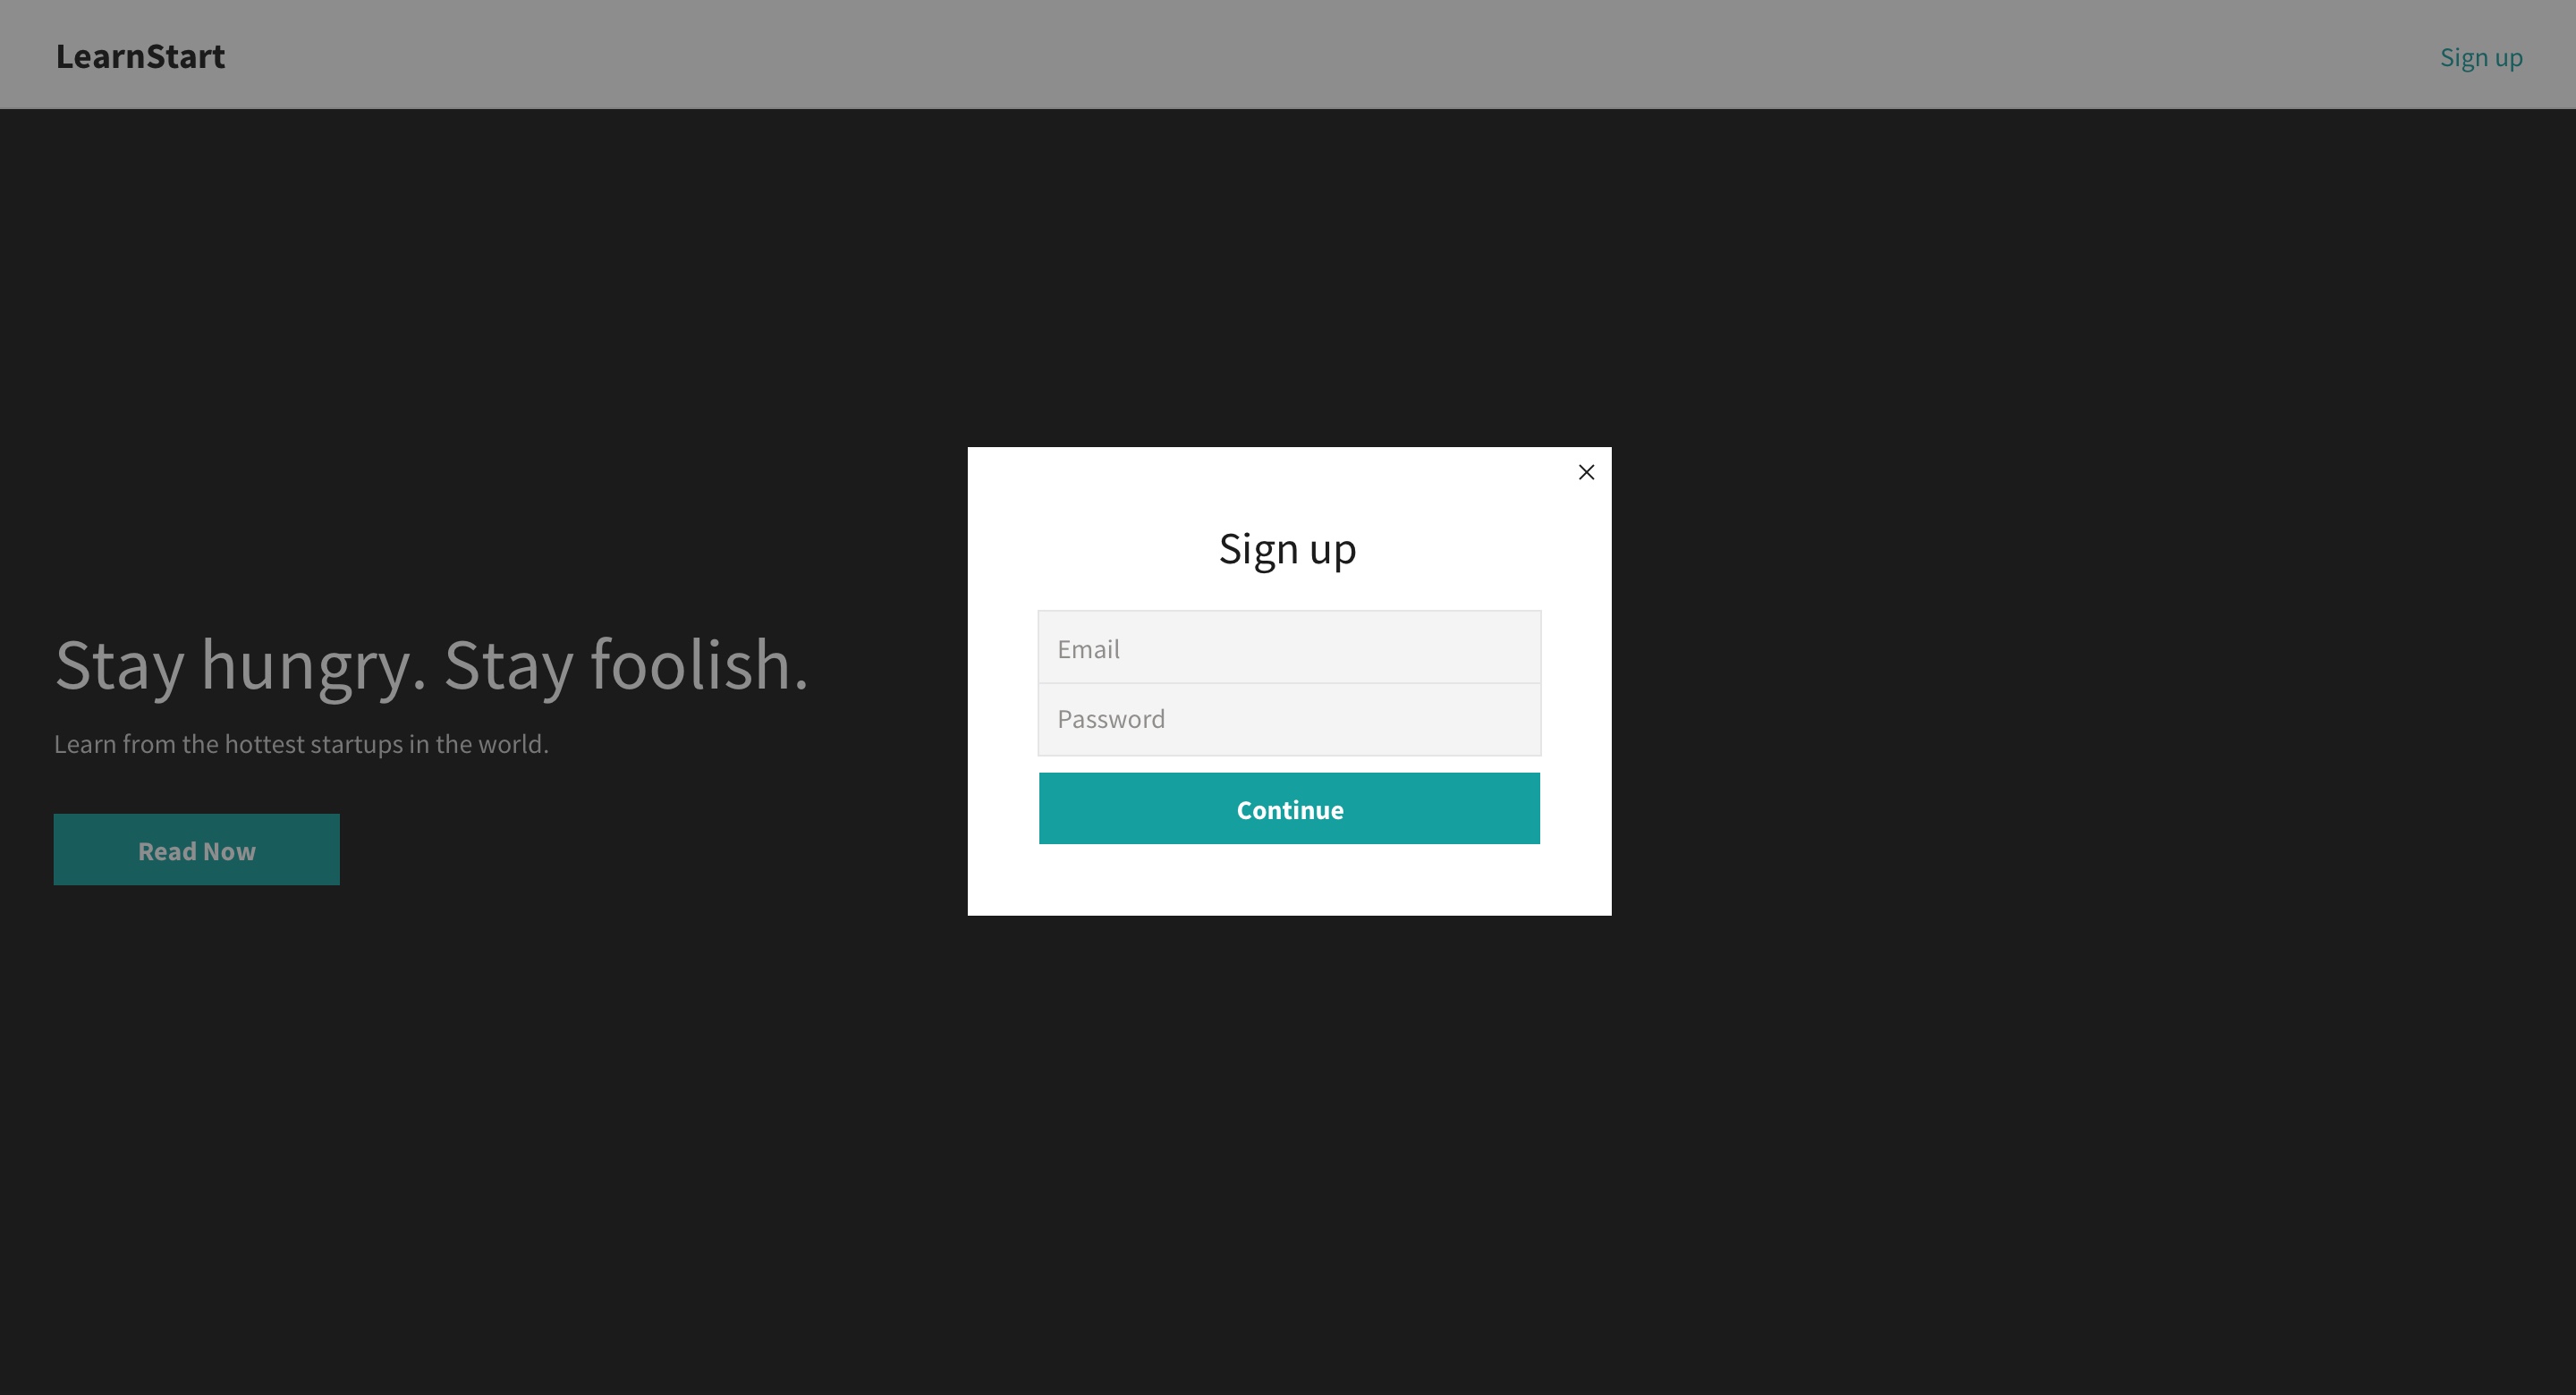 LearnStart
Sign up
Sign up
Email
Password
Continue
Stay hungry. Stay foolish.
Learn from the hottest startups in the world.
Read Now